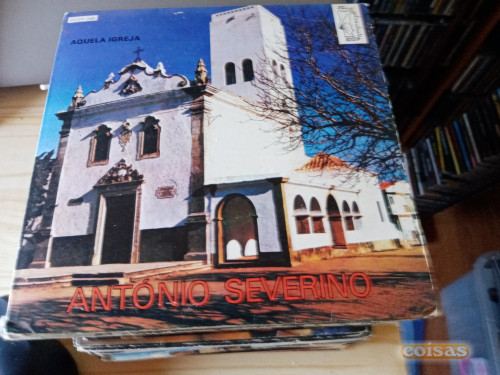 AQUELA IGREJA
ANTÓNIO SEVERINO
coisas